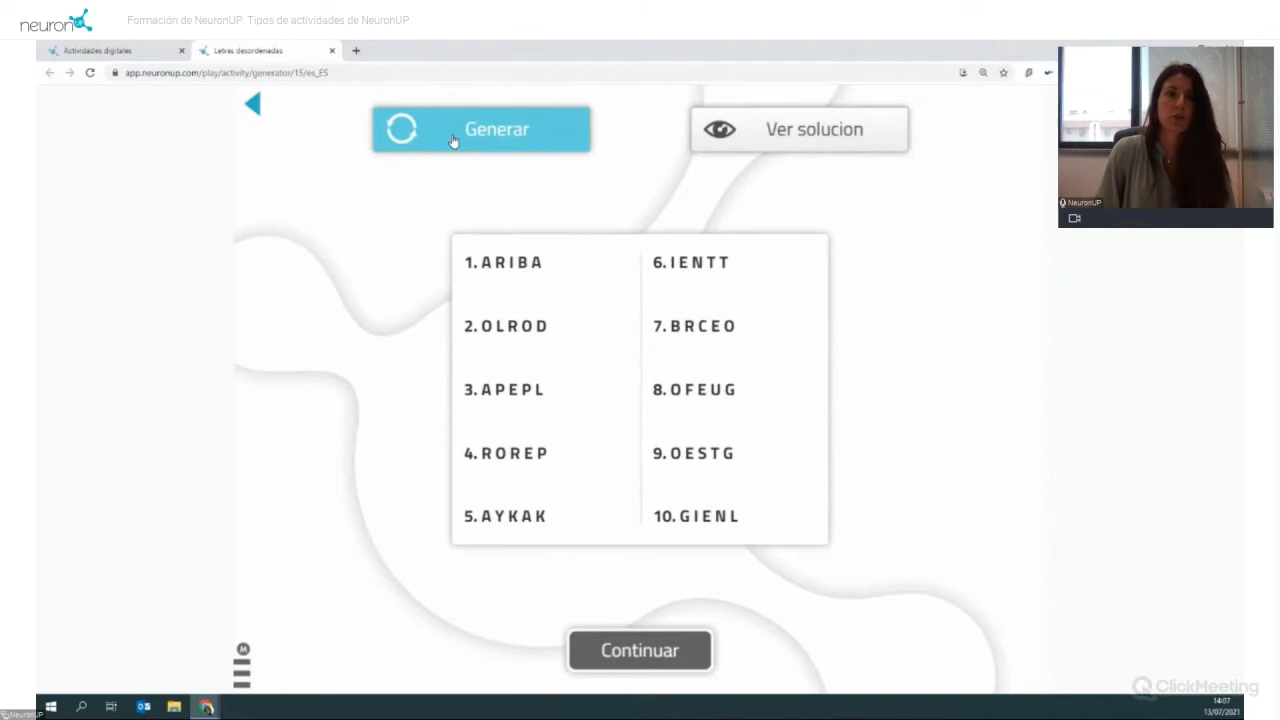 neuronUP
Formación de NeuronUP: Tipos de actividades de NeuronUP
Actividades digitales
Letras desordenadas
app.neuronup.com/play/activity/generator/15/es_ES
Generar
Ver solucion
NeuronUP
1. A R I B A
2. O L R O D
3. A P E P L
4. R O R E P
5. A Y K A K
6. I E N T T
7. B R C E O
8. O F E U G
9. O E S T G
10. G I E N L
M
Continuar
ClickMeeting
14:07
13/07/2021
NeuronUP